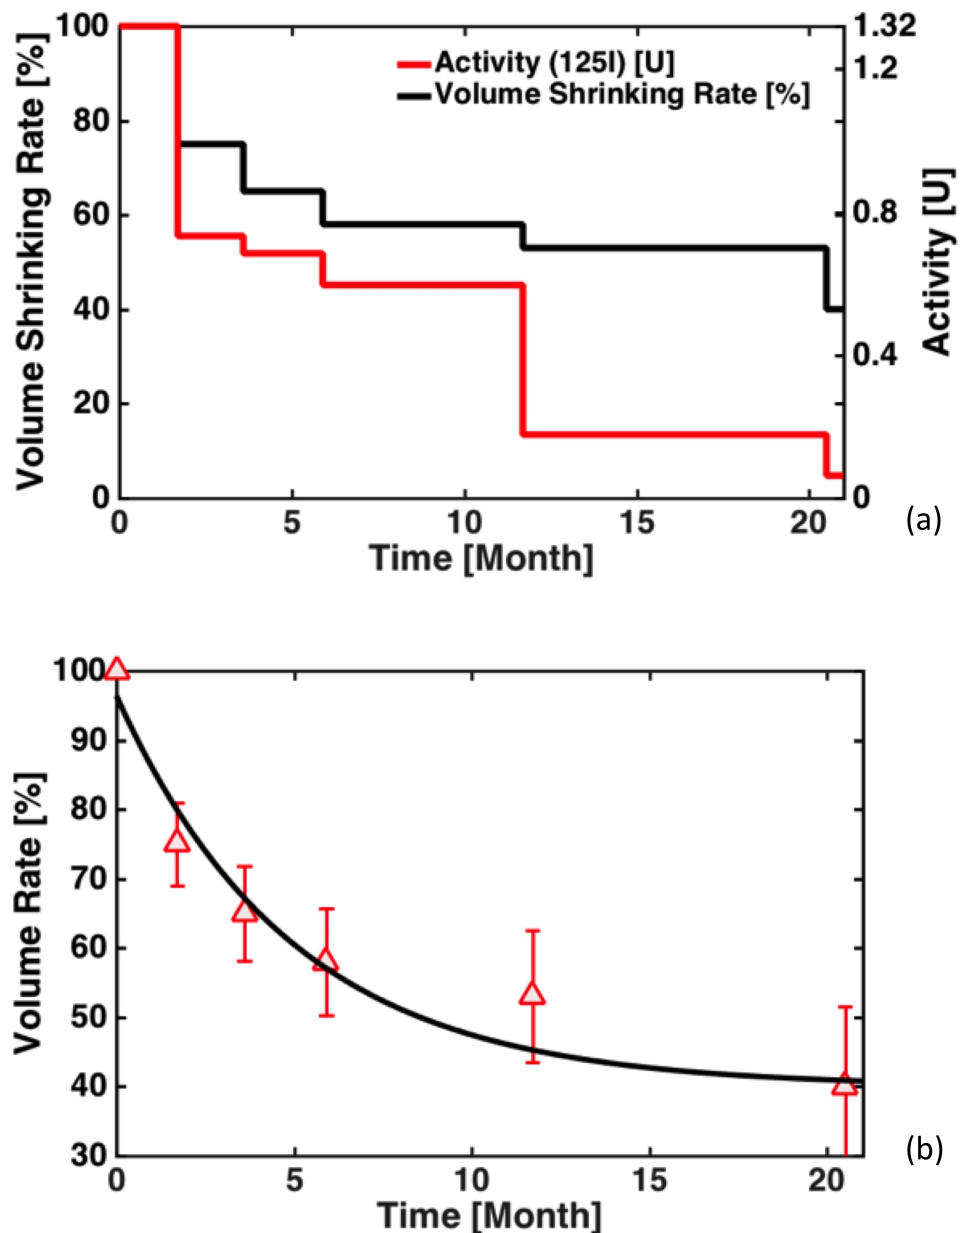 Volume Shrinking Rate [%]
100
80
60
40
20
0
Activity (125I) [U]
Volume Shrinking Rate [%]
1.32
1.2
0.8
0.4
0
Activity [U]
0 5 10 15 20
Time [Month]
(a)
Volume Rate [%]
100
90
80
70
60
50
40
30
0 5 10 15 20
Time [Month]
(b)